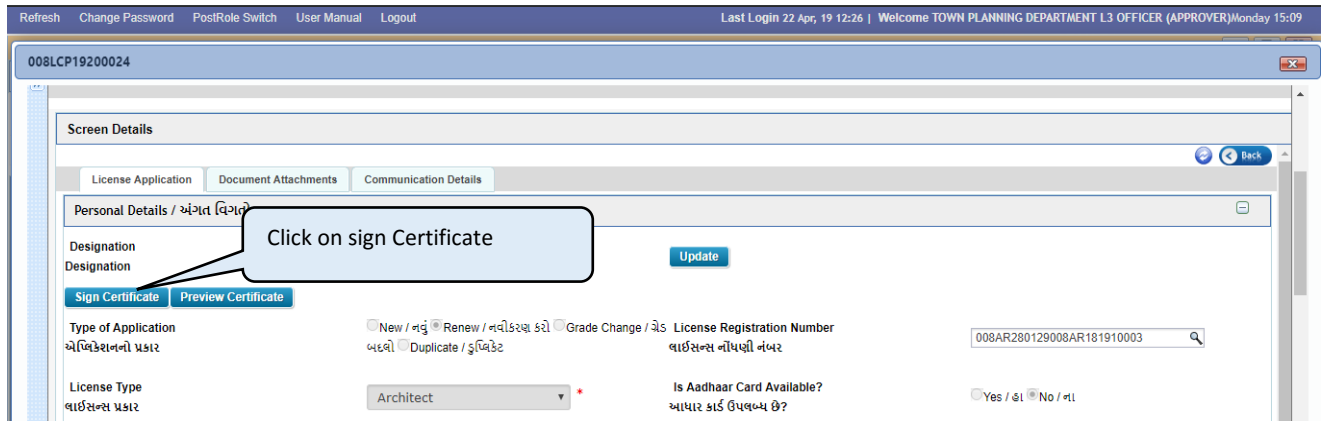 Refresh Change Password PostRole Switch User Manual Logout Last Login 22 Apr, 19 12:26 | Welcome TOWN PLANNING DEPARTMENT L3 OFFICER (APPROVER)Monday 15:09
008LCP19200024
Screen Details
Back
License Application Document Attachments Communication Details
Personal Details / અંગત વિગતો
Click on sign Certificate
Designation
Designation
Update
Sign Certificate Preview Certificate
Type of Application New / નવું Renew / નવીકરણ કરો Grade Change / ગ્રેડ License Registration Number
એપ્લિકેશનનો પ્રકાર બદલો Duplicate / ડુપ્લિકેટ લાઈસન્સ નોંધણી નંબર
008AR280129008AR181910003
License Type Is Aadhaar Card Available?
લાઈસન્સ પ્રકાર Architect * આધાર કાર્ડ ઉપલબ્ધ છે? Yes / હા No / ના